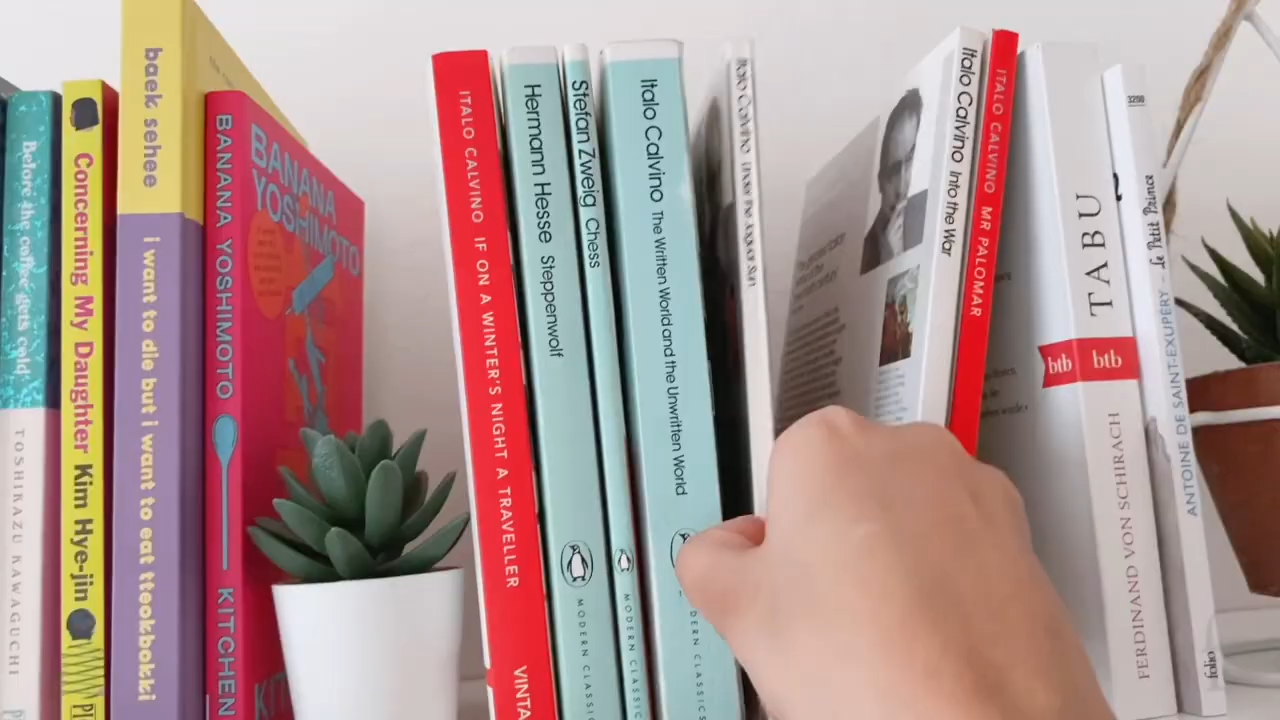 Before the coffee gets cold
TOSHIKAZU KAWAGUCHI
Concerning My Daughter Kim Hye-jin
baek sehee
i want to die but i want to eat tteokbokki
BANANA YOSHIMOTO KITCHEN
BANANA
YOSHIMOTO
ITALO CALVINO IF ON A WINTER'S NIGHT A TRAVELLER
Hermann Hesse Steppenwolf
MODERN CLASSICS
Stefan Zweig Chess
MODERN CLASSIC
Italo Calvino The Written World and the Unwritten World
MODERN CLASSICS
Italo Calvino Under the Jaguar Sun
Italo Calvino Into the War
ITALO CALVINO MR PALOMAR
TABU
btb
btb
FERDINAND VON SCHIRACH
3200
Le Petit Prince
ANTOINE DE SAINT-EXUPÉRY
folio